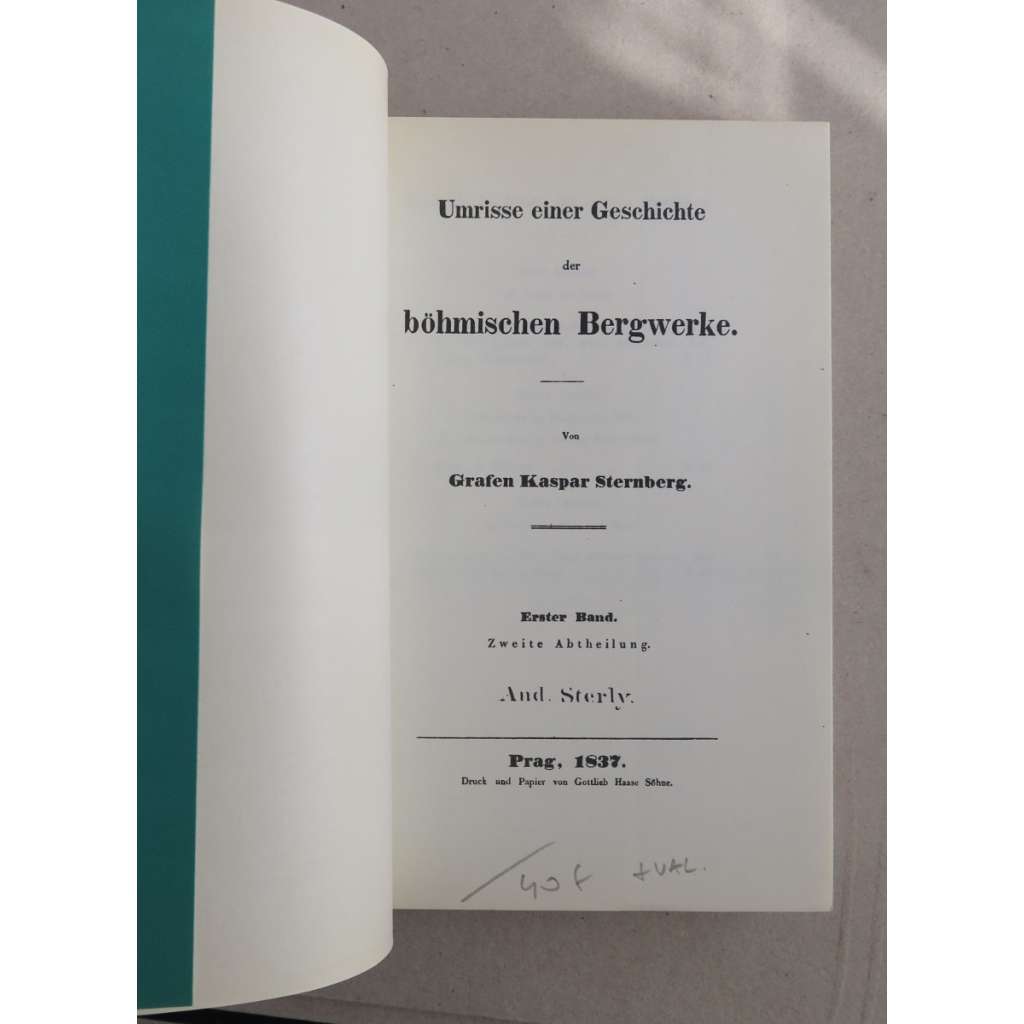 Umrisse einer Geschichte
der
böhmischen Bergwerke.
Von
Grafen Kaspar Sternberg.
Erster Band.
Zweite Abtheilung.
And. Sterly.
Prag, 1837.
Druck und Papier von Gottlieb Haase Söhne.
+VAL.